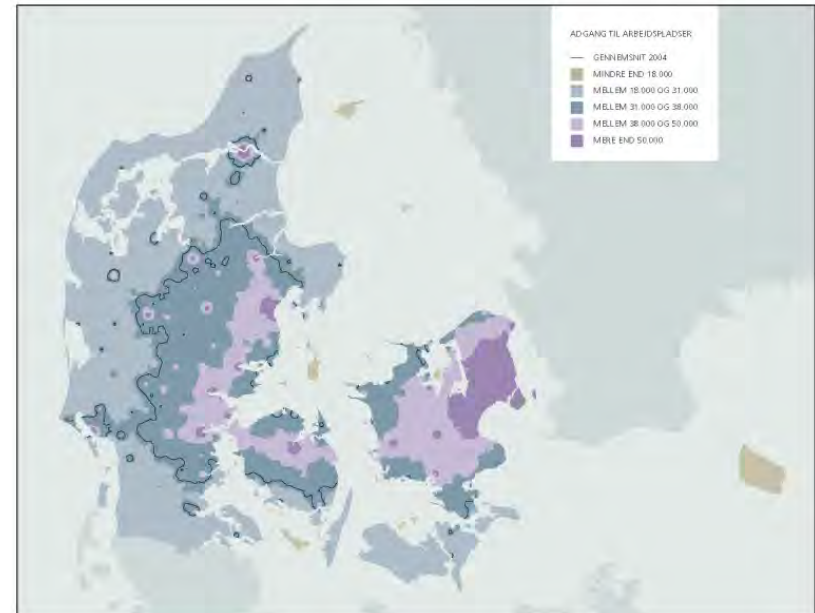 ADGANG TIL ARBEJDSPLADSER
GENNEMSNIT 2004
MINDRE END 18.000
MELLEM 18.000 OG 31.000
MELLEM 31.000 OG 38.000
MELLEM 38.000 OG 50.000
MERE END 50.000